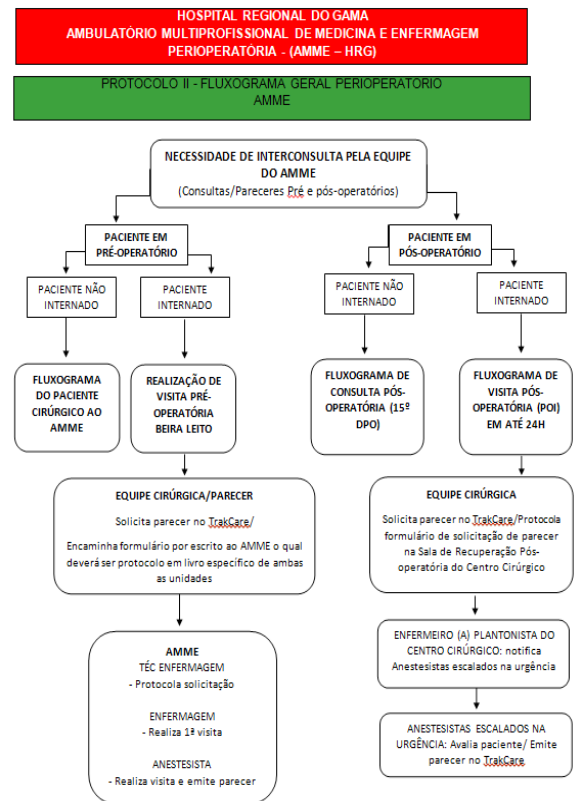 HOSPITAL REGIONAL DO GAMA
AMBULATÓRIO MULTIPROFISSIONAL DE MEDICINA E ENFERMAGEM
PERIOPERATÓRIA - (AMME – HRG)
PROTOCOLO II - FLUXOGRAMA GERAL PERIOPERATORIO
AMME
NECESSIDADE DE INTERCONSULTA PELA EQUIPE
DO AMME
(Consultas/Pareceres Pré e pós-operatórios)
PACIENTE EM
PRÉ-OPERATÓRIO
PACIENTE EM
PÓS-OPERATÓRIO
PACIENTE NÃO
INTERNADO
PACIENTE
INTERNADO
PACIENTE NÃO
INTERNADO
PACIENTE
INTERNADO
FLUXOGRAMA
DO PACIENTE
CIRÚRGICO AO
AMME
REALIZAÇÃO DE
VISITA PRÉ-
OPERATÓRIA
BEIRA LEITO
FLUXOGRAMA DE
CONSULTA PÓS-
OPERATÓRIA (15º
DPO)
FLUXOGRAMA DE
VISITA PÓS-
OPERATÓRIA (POI)
EM ATÉ 24H
EQUIPE CIRÚRGICA/PARECER
Solicita parecer no TrakCare/
Encaminha formulário por escrito ao AMME o qual
deverá ser protocolo em livro específico de ambas
as unidades
EQUIPE CIRÚRGICA
Solicita parecer no TrakCare/Protocola
formulário de solicitação de parecer
na Sala de Recuperação Pós-
operatória do Centro Cirúrgico
AMME
TÉC ENFERMAGEM
- Protocola solicitação
ENFERMAGEM
- Realiza 1ª visita
ANESTESISTA
- Realiza visita e emite parecer
ENFERMEIRO (A) PLANTONISTA DO
CENTRO CIRÚRGICO: notifica
Anestesistas escalados na urgência
ANESTESISTAS ESCALADOS NA
URGÊNCIA: Avalia paciente/ Emite
parecer no TrakCare